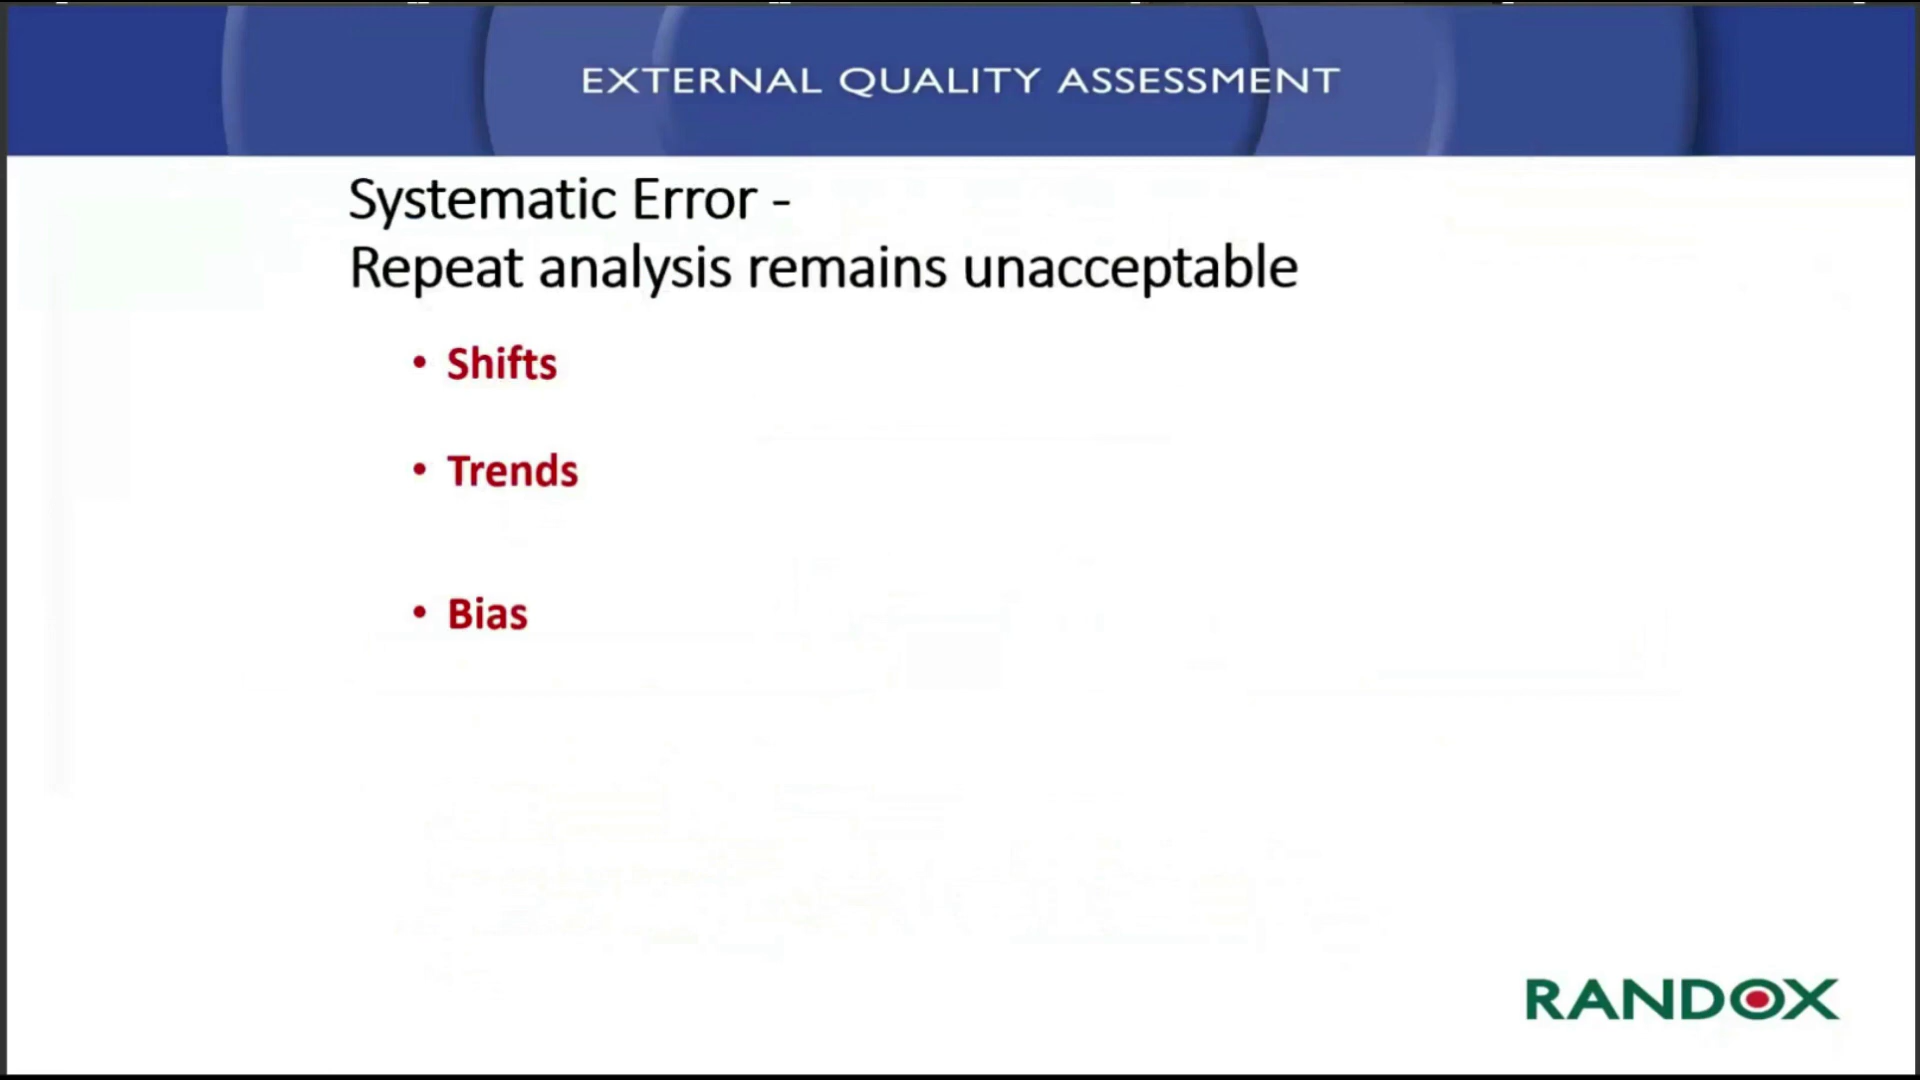 EXTERNAL QUALITY ASSESSMENT
Systematic Error -
Repeat analysis remains unacceptable
• Shifts
• Trends
• Bias
RANDOX